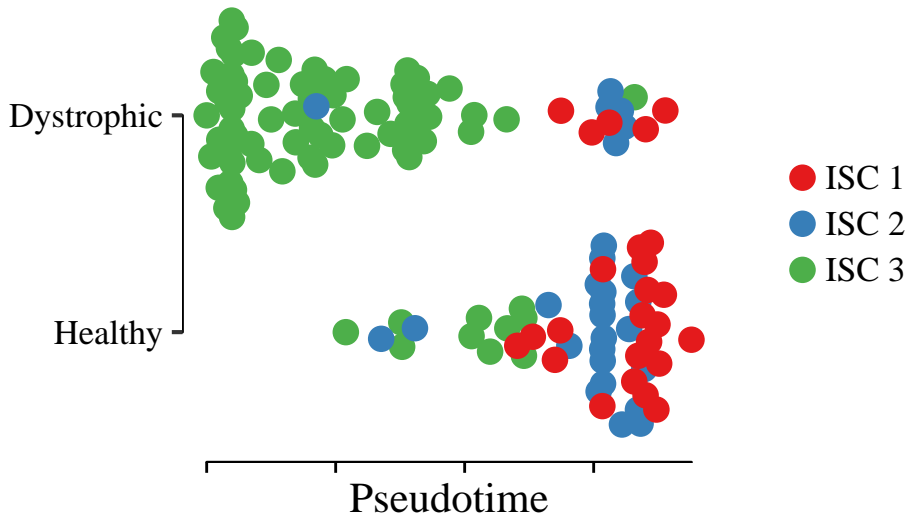 Dystrophic
Healthy
ISC 1
ISC 2
ISC 3
Pseudotime